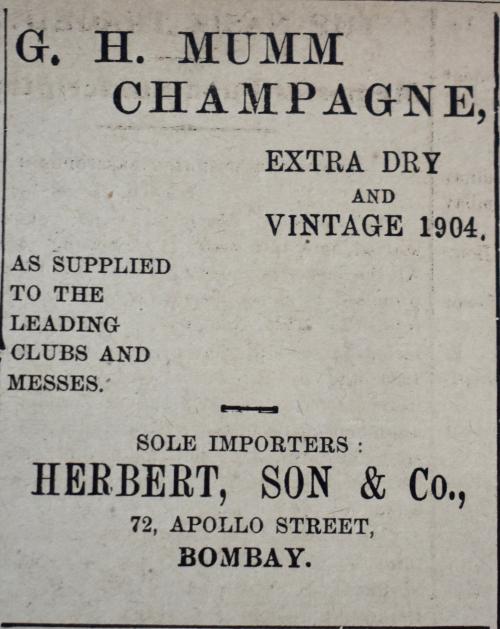 G. H. MUMM
CHAMPAGNE,
EXTRA DRY
AND
VINTAGE 1904.
AS SUPPLIED
TO THE
LEADING
CLUBS AND
MESSES.
SOLE IMPORTERS :
HERBERT, SON & Co.,
72, APOLLO STREET,
BOMBAY.